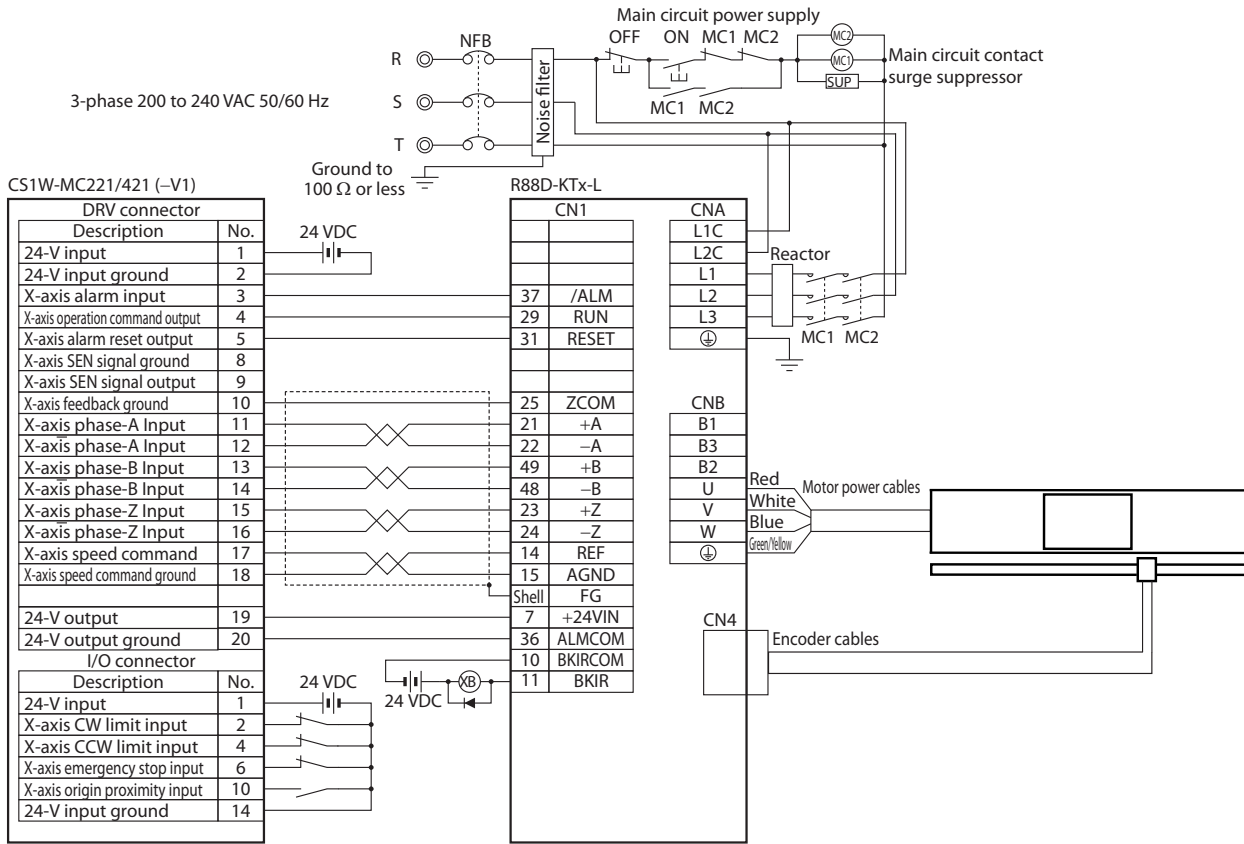 Main circuit power supply
OFF ON MC1 MC2
MC2
NFB
R
MC1
Main circuit contact
surge suppressor
SUP
3-phase 200 to 240 VAC 50/60 Hz
S
Noise filter
MC1 MC2
T
Ground to
100 Ω or less
CS1W-MC221/421 (−V1)
R88D-KTx-L
DRV connector
CN1 CNA
Description No.
24 VDC
L1C
24-V input 1
L2C
Reactor
24-V input ground 2
L1
X-axis alarm input 3
37 /ALM
L2
X-axis operation command output 4
29 RUN
L3
X-axis alarm reset output 5
31 RESET
MC1 MC2
X-axis SEN signal ground 8
X-axis SEN signal output 9
X-axis feedback ground 10
25 ZCOM
CNB
X-axis phase-A Input 11
21 +A
B1
X-axis phase-A Input 12
22 −A
B3
X-axis phase-B Input 13
49 +B
B2
X-axis phase-B Input 14
48 −B
U
Red
Motor power cables
X-axis phase-Z Input 15
23 +Z
V
White
X-axis phase-Z Input 16
24 −Z
W
Blue
X-axis speed command 17
14 REF
Green/Yellow
X-axis speed command ground 18
15 AGND
Shell FG
24-V output 19
7 +24VIN
CN4
24-V output ground 20
36 ALMCOM
Encoder cables
I/O connector
10 BKIRCOM
Description No.
24 VDC
24 VDC
XB
11 BKIR
24-V input 1
X-axis CW limit input 2
X-axis CCW limit input 4
X-axis emergency stop input 6
X-axis origin proximity input 10
24-V input ground 14